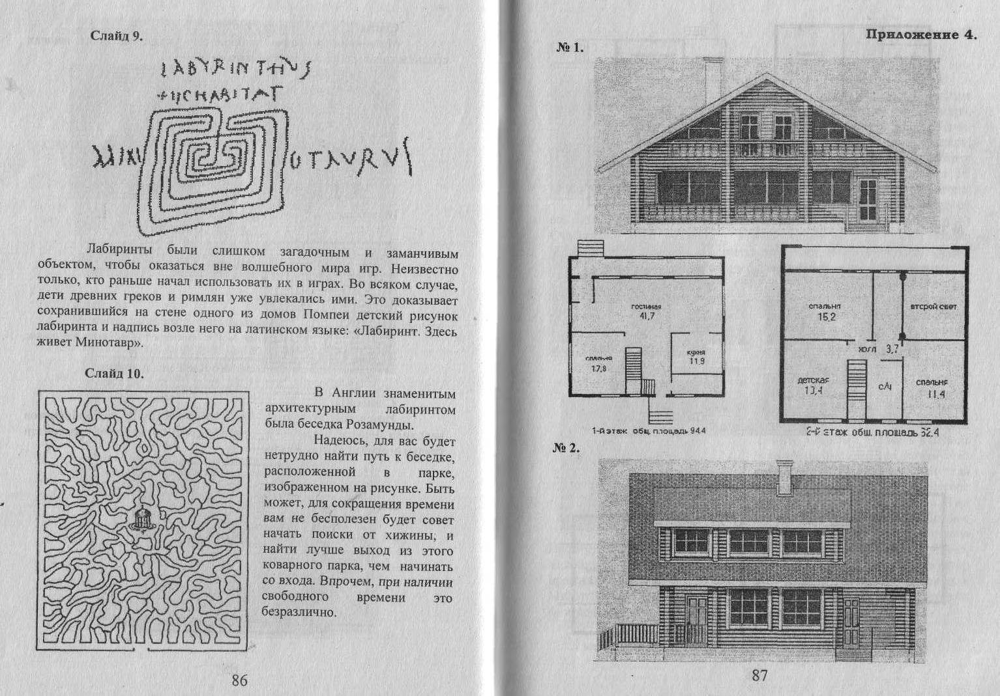 Слайд 9.
LABYRINTHUS
HIC HABITAT
MINOTAURUS
Лабиринты были слишком загадочным и заманчивым
объектом, чтобы оказаться вне волшебного мира игр. Неизвестно
только, кто раньше начал использовать их в играх. Во всяком случае,
дети древних греков и римлян уже увлекались ими. Это доказывает
сохранившийся на стене одного из домов Помпеи детский рисунок
лабиринта и надпись возле него на латинском языке: «Лабиринт. Здесь
живет Минотавр».
Слайд 10.
В Англии знаменитым
архитектурным лабиринтом
была беседка Розамунды.
Надеюсь, для вас будет
нетрудно найти путь к беседке,
расположенной в парке,
изображенном на рисунке. Быть
может, для сокращения времени
вам не бесполезен будет совет
начать поиски от хижины, и
найти лучше выход из этого
коварного парка, чем начинать
со входа. Впрочем, при наличии
свободного времени это
безразлично.
86
Приложение 4.
№ 1.
гостиная
41,7
спальня
17,8
кухня
11,9
1-й этаж общ. площадь 94.4
спальня
15,2
второй свет
холл 3,7
детская
13,4
с/у
спальня
11,4
2-й этаж общ. площадь 62.4
№ 2.
87